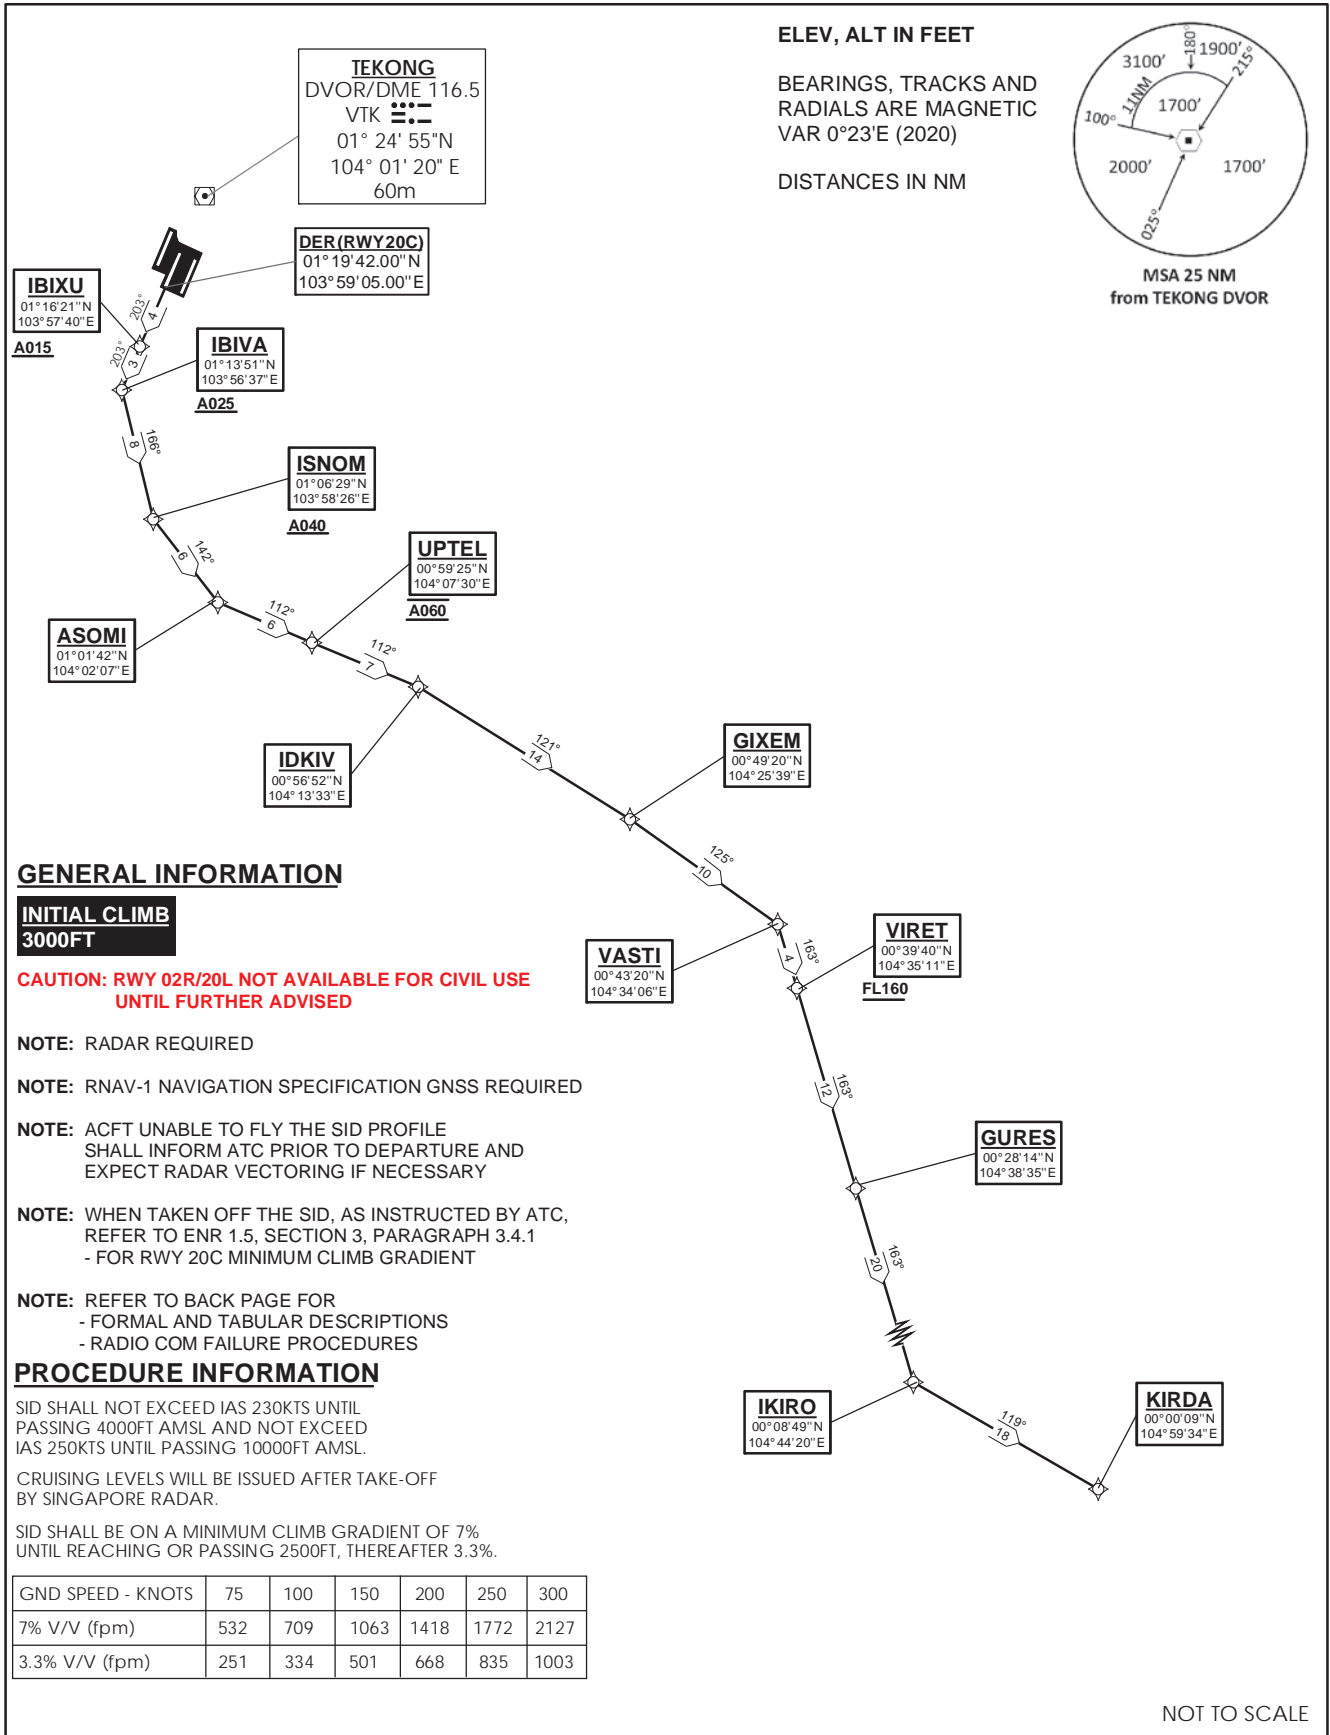 ELEV, ALT IN FEET
BEARINGS, TRACKS AND
RADIALS ARE MAGNETIC
VAR 0°23'E (2020)
DISTANCES IN NM
3100'
180°
1900'
215°
11NM
1700'
100°
2000'
1700'
025°
MSA 25 NM
from TEKONG DVOR
TEKONG
DVOR/DME 116.5
VTK
01° 24' 55"N
104° 01' 20" E
60m
DER(RWY20C)
01°19'42.00"N
103°59'05.00"E
IBIXU
01°16'21"N
103°57'40"E
A015
203°
4
203°
3
IBIVA
01°13'51"N
103°56'37"E
A025
166°
8
ISNOM
01°06'29"N
103°58'26"E
A040
142°
6
UPTEL
00°59'25"N
104°07'30"E
A060
ASOMI
01°01'42"N
104°02'07"E
112°
6
112°
7
IDKIV
00°56'52"N
104°13'33"E
121°
14
GIXEM
00°49'20"N
104°25'39"E
125°
10
VASTI
00°43'20"N
104°34'06"E
163°
4
VIRET
00°39'40"N
104°35'11"E
FL160
163°
12
GURES
00°28'14"N
104°38'35"E
163°
20
IKIRO
00°08'49"N
104°44'20"E
119°
18
KIRDA
00°00'09"N
104°59'34"E
GENERAL INFORMATION
INITIAL CLIMB
3000FT
CAUTION: RWY 02R/20L NOT AVAILABLE FOR CIVIL USE
UNTIL FURTHER ADVISED
NOTE: RADAR REQUIRED
NOTE: RNAV-1 NAVIGATION SPECIFICATION GNSS REQUIRED
NOTE: ACFT UNABLE TO FLY THE SID PROFILE
SHALL INFORM ATC PRIOR TO DEPARTURE AND
EXPECT RADAR VECTORING IF NECESSARY
NOTE: WHEN TAKEN OFF THE SID, AS INSTRUCTED BY ATC,
REFER TO ENR 1.5, SECTION 3, PARAGRAPH 3.4.1
- FOR RWY 20C MINIMUM CLIMB GRADIENT
NOTE: REFER TO BACK PAGE FOR
- FORMAL AND TABULAR DESCRIPTIONS
- RADIO COM FAILURE PROCEDURES
PROCEDURE INFORMATION
SID SHALL NOT EXCEED IAS 230KTS UNTIL
PASSING 4000FT AMSL AND NOT EXCEED
IAS 250KTS UNTIL PASSING 10000FT AMSL.
CRUISING LEVELS WILL BE ISSUED AFTER TAKE-OFF
BY SINGAPORE RADAR.
SID SHALL BE ON A MINIMUM CLIMB GRADIENT OF 7%
UNTIL REACHING OR PASSING 2500FT, THEREAFTER 3.3%.
GND SPEED - KNOTS 75 100 150 200 250 300
7% V/V (fpm) 532 709 1063 1418 1772 2127
3.3% V/V (fpm) 251 334 501 668 835 1003
NOT TO SCALE